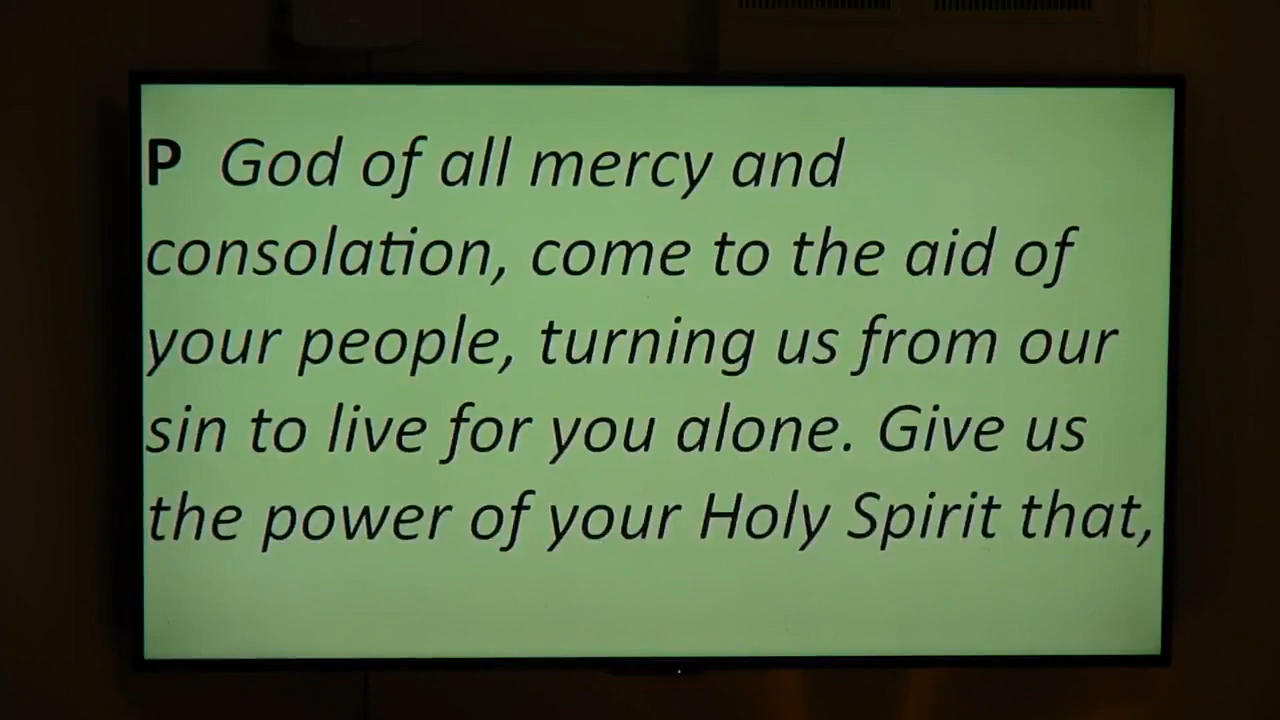 P God of all mercy and
consolation, come to the aid of
your people, turning us from our
sin to live for you alone. Give us
the power of your Holy Spirit that,